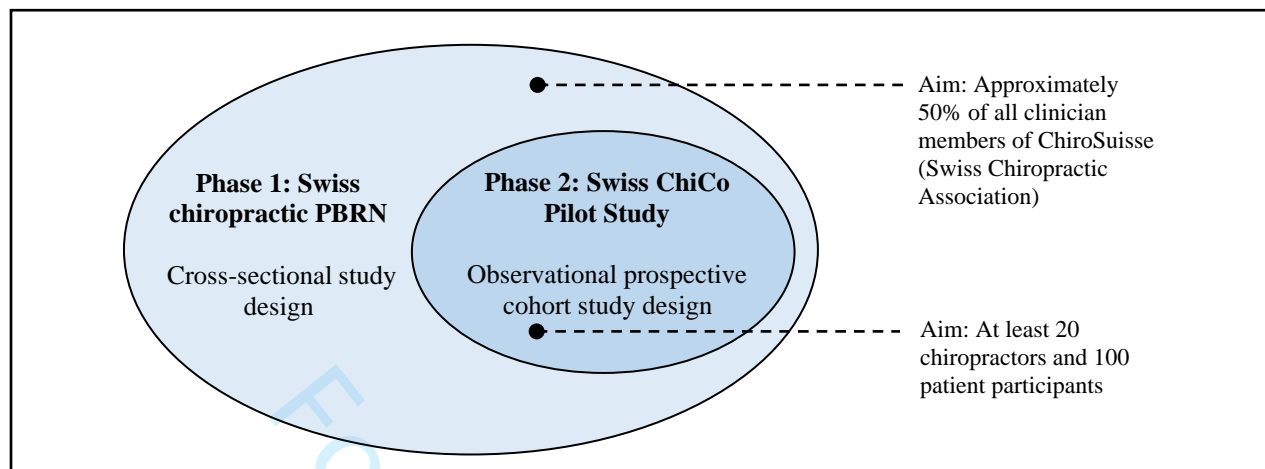 Aim: Approximately
50% of all clinician
members of ChiroSuisse
(Swiss Chiropractic
Association)
Phase 1: Swiss
chiropractic PBRN
Cross-sectional study
design
Phase 2: Swiss ChiCo
Pilot Study
Observational prospective
cohort study design
Aim: At least 20
chiropractors and 100
patient participants